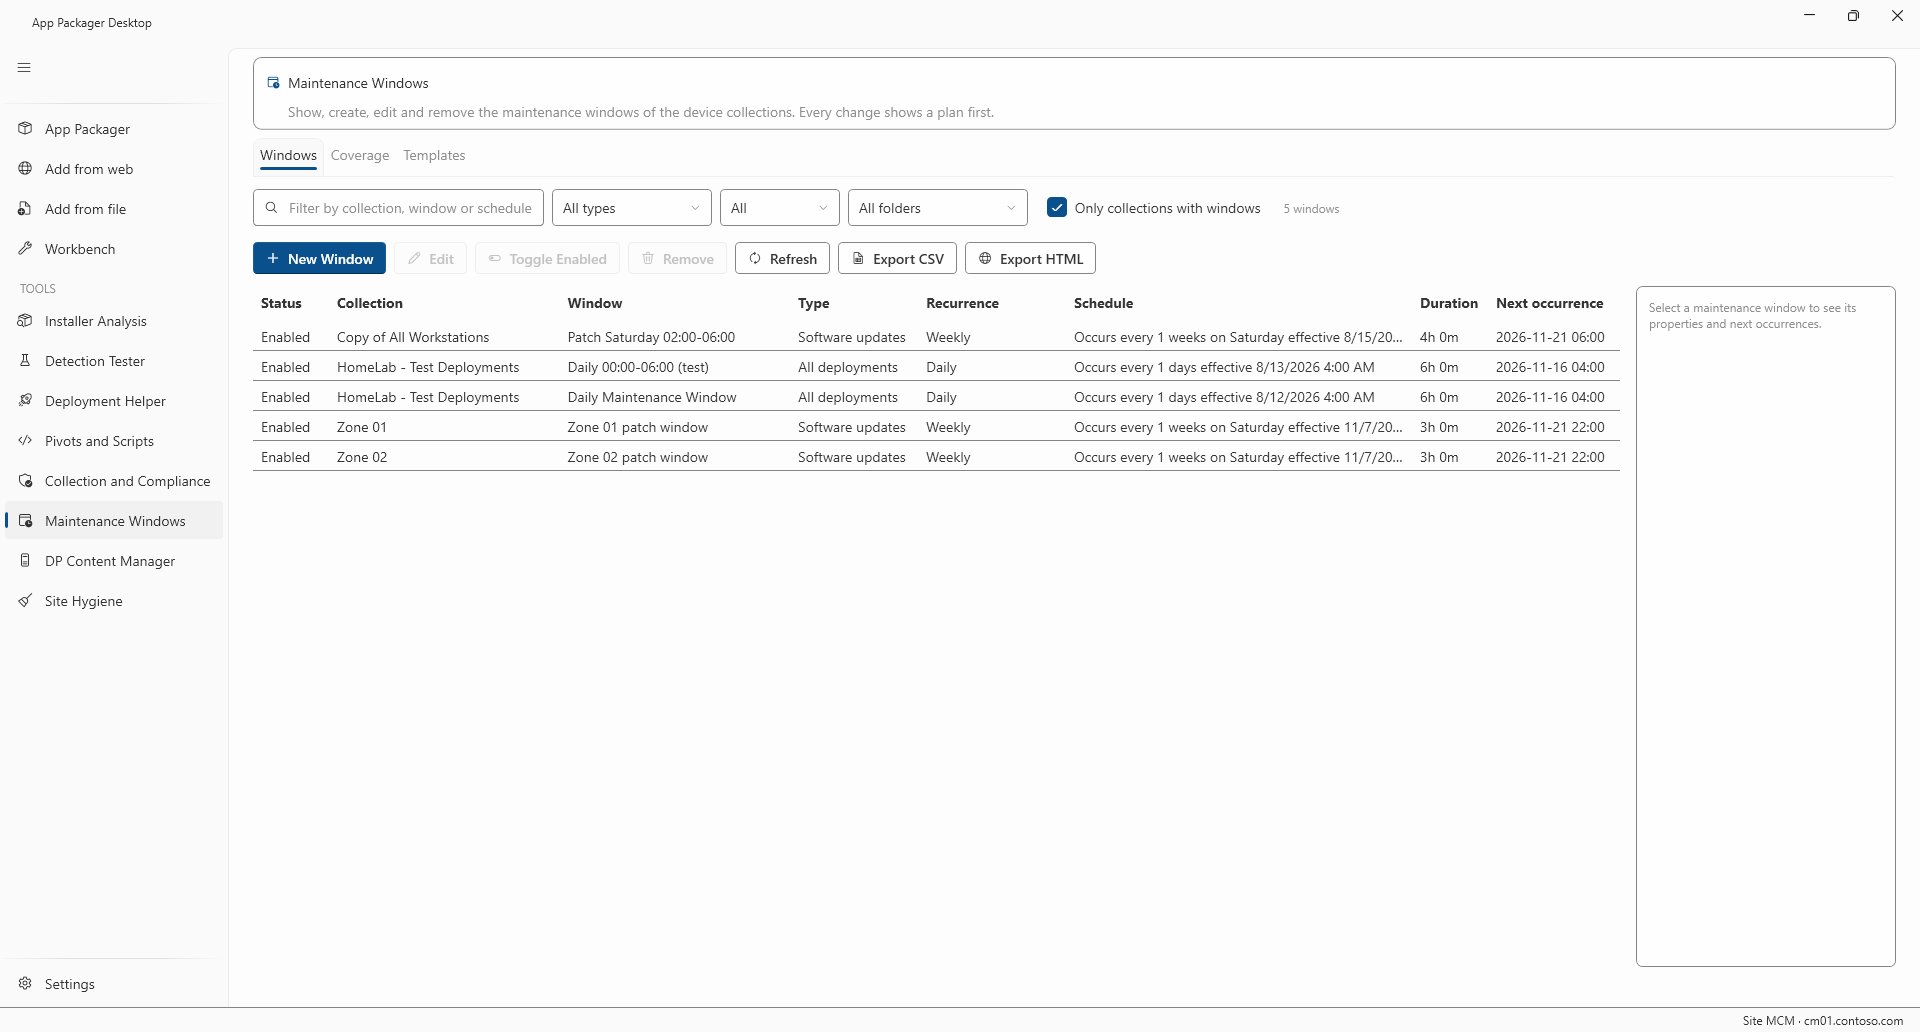 App Packager Desktop
App Packager
Add from web
Add from file
Workbench
TOOLS
Installer Analysis
Detection Tester
Deployment Helper
Pivots and Scripts
Collection and Compliance
Maintenance Windows
DP Content Manager
Site Hygiene
Settings
Maintenance Windows
Show, create, edit and remove the maintenance windows of the device collections. Every change shows a plan first.
Windows Coverage Templates
Filter by collection, window or schedule All types All All folders Only collections with windows 5 windows
New Window Edit Toggle Enabled Remove Refresh Export CSV Export HTML
Status Collection Window Type Recurrence Schedule Duration Next occurrence
Enabled Copy of All Workstations Patch Saturday 02:00-06:00 Software updates Weekly Occurs every 1 weeks on Saturday effective 8/15/20... 4h 0m 2026-11-21 06:00
Enabled HomeLab - Test Deployments Daily 00:00-06:00 (test) All deployments Daily Occurs every 1 days effective 8/13/2026 4:00 AM 6h 0m 2026-11-16 04:00
Enabled HomeLab - Test Deployments Daily Maintenance Window All deployments Daily Occurs every 1 days effective 8/12/2026 4:00 AM 6h 0m 2026-11-16 04:00
Enabled Zone 01 Zone 01 patch window Software updates Weekly Occurs every 1 weeks on Saturday effective 11/7/20... 3h 0m 2026-11-21 22:00
Enabled Zone 02 Zone 02 patch window Software updates Weekly Occurs every 1 weeks on Saturday effective 11/7/20... 3h 0m 2026-11-21 22:00
Select a maintenance window to see its
properties and next occurrences.
Site MCM · cm01.contoso.com